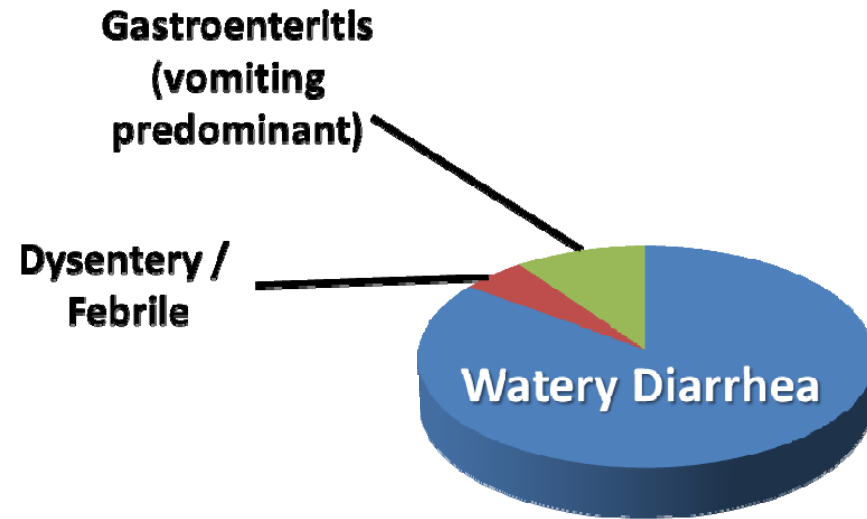 Gastroenteritis
(vomiting
predominant)
Dysentery /
Febrile
Watery Diarrhea